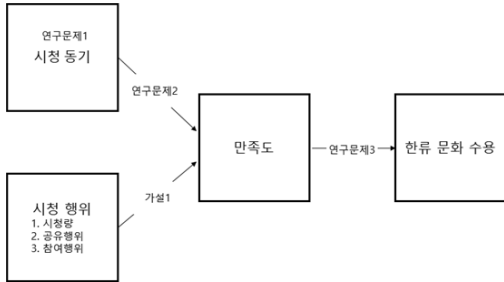 연구문제1
시청 동기
연구문제2
만족도
연구문제3
한류 문화 수용
시청 행위
1. 시청량
2. 공유행위
3. 참여행위
가설1